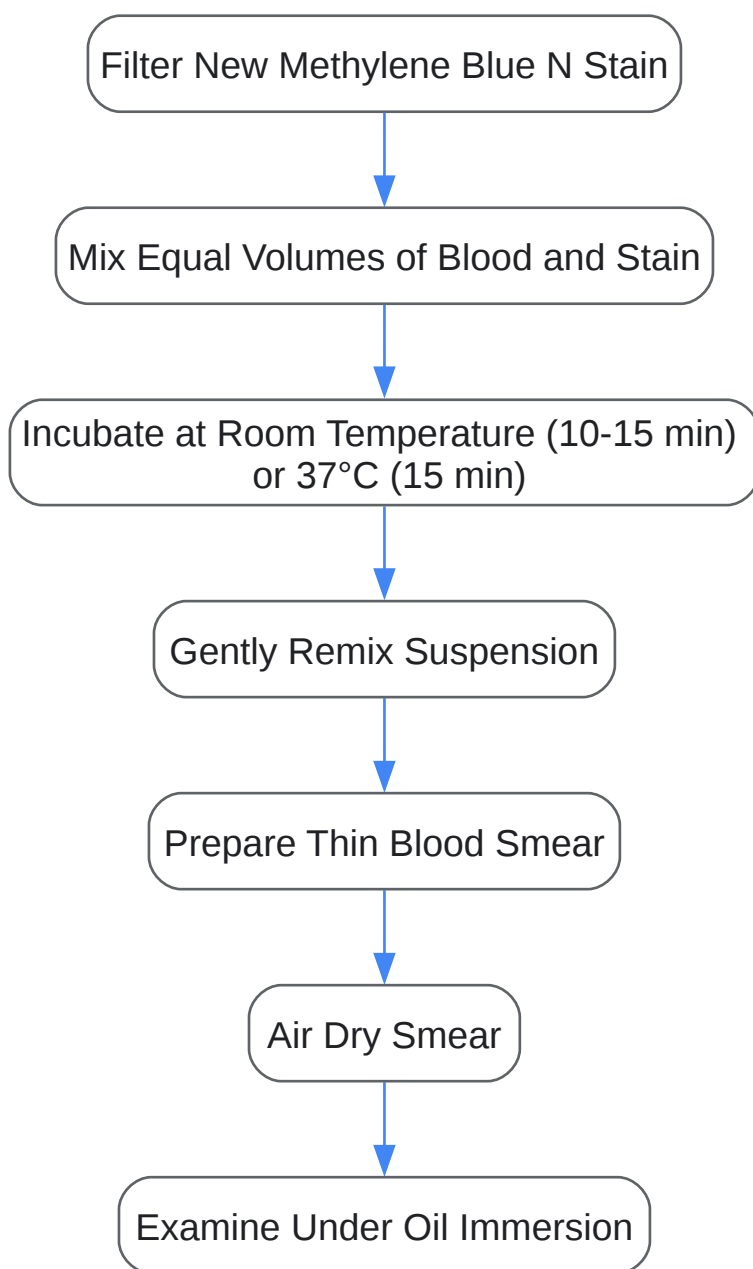 Filter New Methylene Blue N Stain
Mix Equal Volumes of Blood and Stain
Incubate at Room Temperature (10-15 min)
or 37°C (15 min)
Gently Remix Suspension
Prepare Thin Blood Smear
Air Dry Smear
Examine Under Oil Immersion